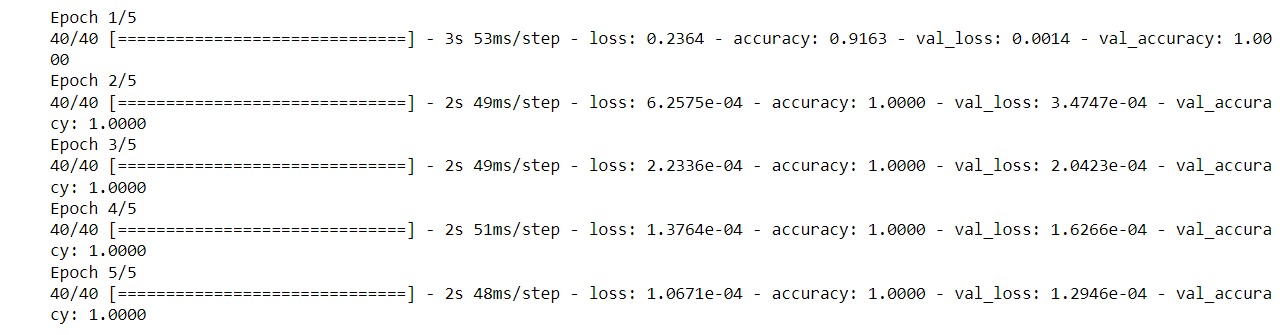 Epoch 1/5
40/40 [==============================] - 3s 53ms/step - loss: 0.2364 - accuracy: 0.9163 - val_loss: 0.0014 - val_accuracy: 1.00
00
Epoch 2/5
40/40 [==============================] - 2s 49ms/step - loss: 6.2575e-04 - accuracy: 1.0000 - val_loss: 3.4747e-04 - val_accura
cy: 1.0000
Epoch 3/5
40/40 [==============================] - 2s 49ms/step - loss: 2.2336e-04 - accuracy: 1.0000 - val_loss: 2.0423e-04 - val_accura
cy: 1.0000
Epoch 4/5
40/40 [==============================] - 2s 51ms/step - loss: 1.3764e-04 - accuracy: 1.0000 - val_loss: 1.6266e-04 - val_accura
cy: 1.0000
Epoch 5/5
40/40 [==============================] - 2s 48ms/step - loss: 1.0671e-04 - accuracy: 1.0000 - val_loss: 1.2946e-04 - val_accura
cy: 1.0000